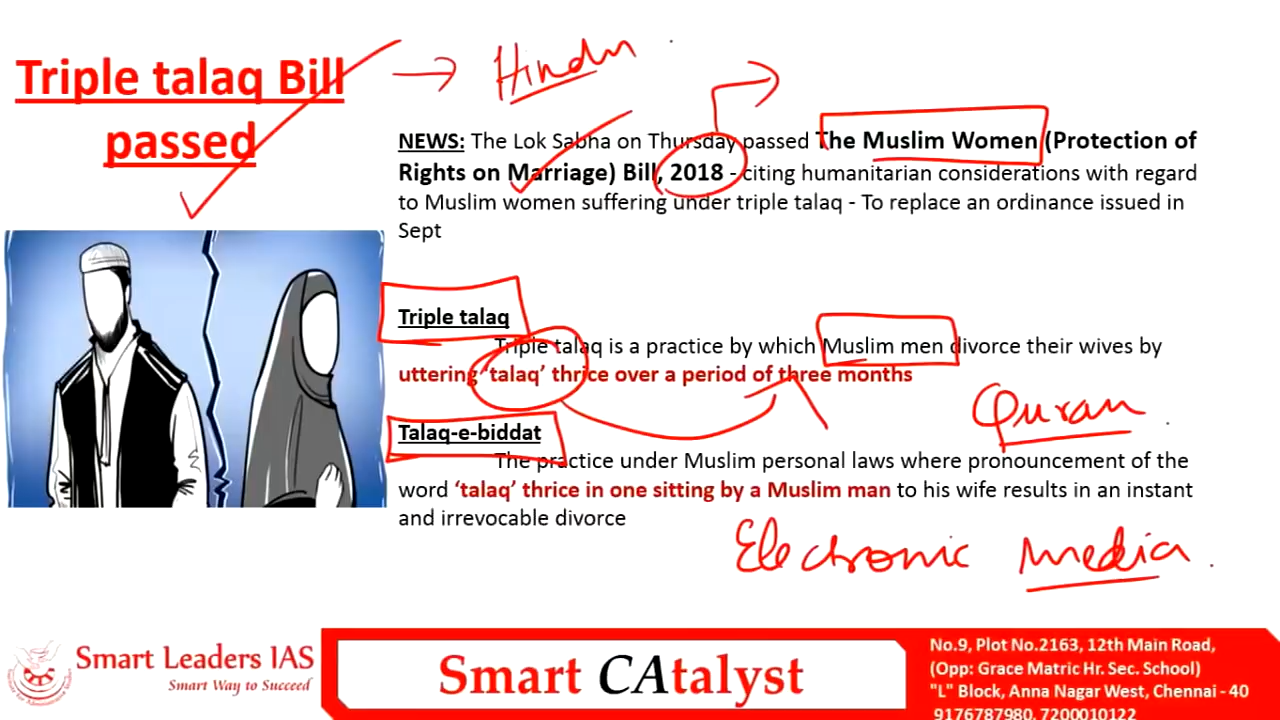 Triple talaq Bill
passed
→ Hindu
NEWS: The Lok Sabha on Thursday passed The Muslim Women (Protection of
Rights on Marriage) Bill, 2018 - citing humanitarian considerations with regard
to Muslim women suffering under triple talaq - To replace an ordinance issued in
Sept
Triple talaq
Triple talaq is a practice by which Muslim men divorce their wives by
uttering ‘talaq’ thrice over a period of three months
Quran
Talaq-e-biddat
The practice under Muslim personal laws where pronouncement of the
word ‘talaq’ thrice in one sitting by a Muslim man to his wife results in an instant
and irrevocable divorce
Electronic media
Smart Leaders IAS
Smart Way to Succeed
Smart CAtalyst
No.9, Plot No.2163, 12th Main Road,
(Opp: Grace Matric Hr. Sec. School)
"L" Block, Anna Nagar West, Chennai - 40
9176787980, 7200010122